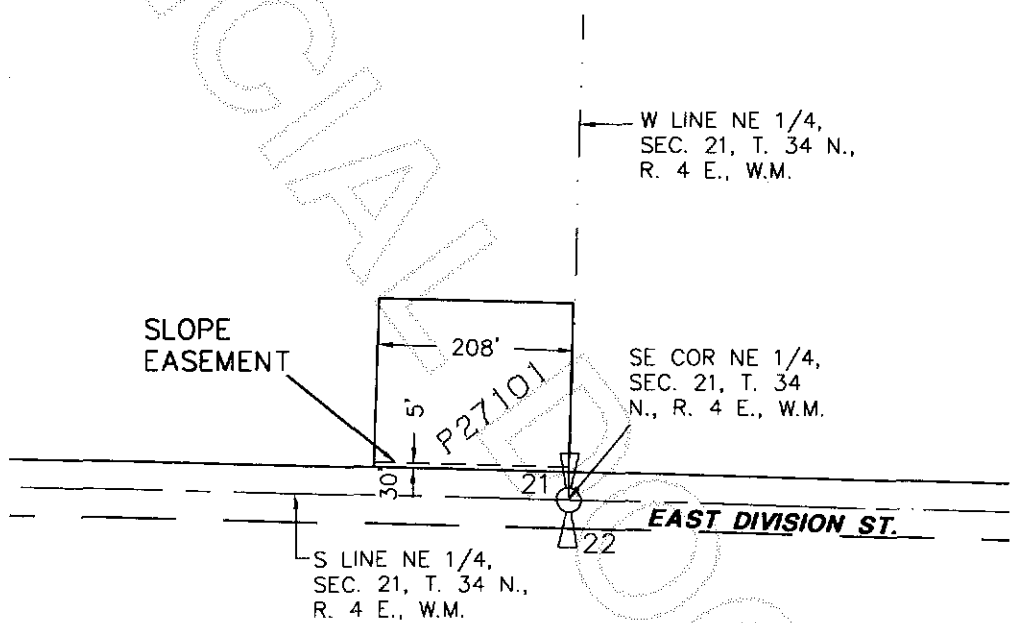 W LINE NE 1/4,
SEC. 21, T. 34 N.,
R. 4 E., W.M.
SLOPE
EASEMENT
208'
SE COR NE 1/4,
SEC. 21, T. 34
N., R. 4 E., W.M.
5'
P27101
30'
21
EAST DIVISION ST.
22
S LINE NE 1/4,
SEC. 21, T. 34 N.,
R. 4 E., W.M.